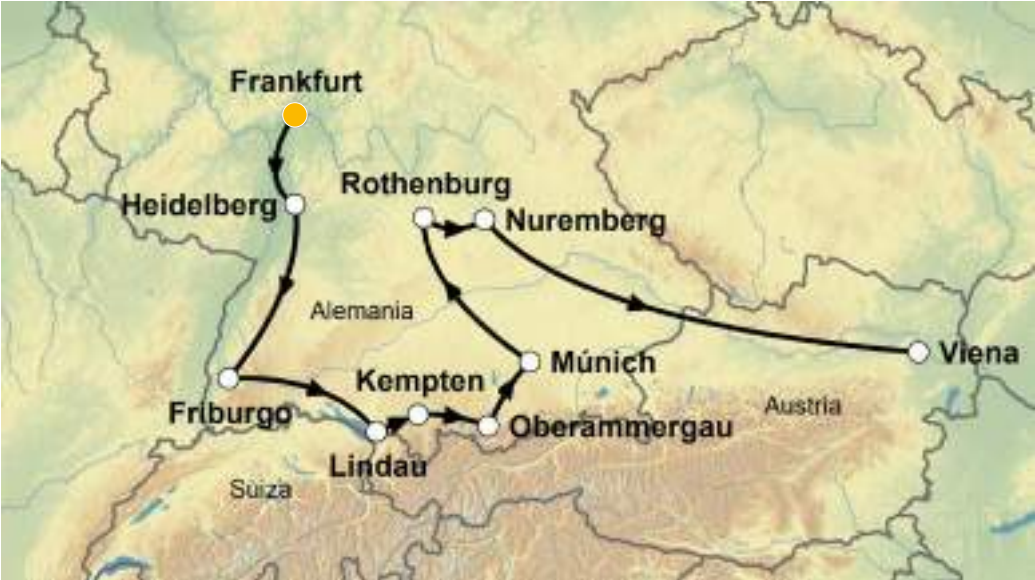 Frankfurt
Rothenburg
Heidelberg
Nuremberg
Alemania
Viena
Múnich
Kempten
Friburgo
Austria
Oberammergau
Lindau
Suiza